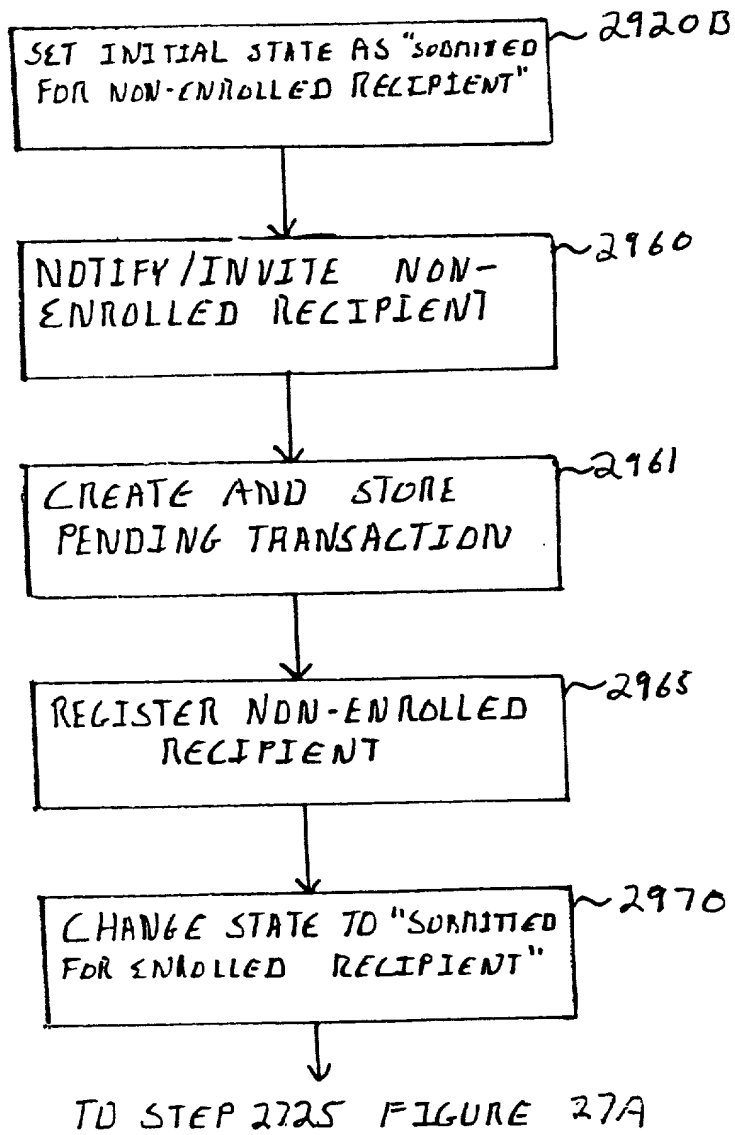 SET INITIAL STATE AS "SUBMITTED
FOR NON-ENROLLED RECIPIENT"
2920B
NOTIFY/INVITE NON-
ENROLLED RECIPIENT
2960
CREATE AND STORE
PENDING TRANSACTION
2961
REGISTER NON-ENROLLED
RECIPIENT
2965
CHANGE STATE TO "SUBMITTED
FOR ENROLLED RECIPIENT"
2970
TO STEP 2725 FIGURE 27A